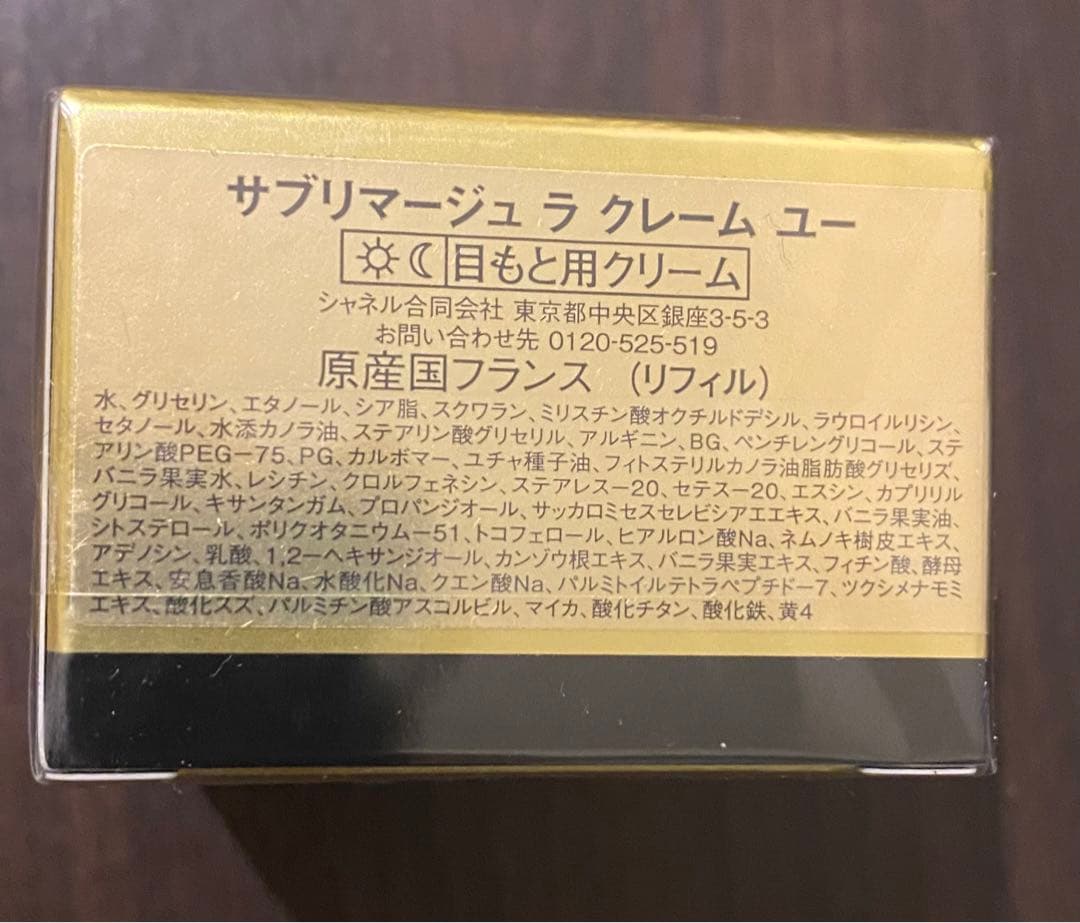 サブリマージュ ラ クレーム ユー
目もと用クリーム
シャネル合同会社 東京都中央区銀座3-5-3
お問い合わせ先 0120-525-519
原産国フランス (リフィル)
水、グリセリン、エタノール、シア脂、スクワラン、ミリスチン酸オクチルドデシル、ラウロイルリシン、
セタノール、水添カノラ油、ステアリン酸グリセリル、アルギニン、BG、ペンチレングリコール、ステ
アリン酸PEGー75、PG、カルボマー、ユチャ種子油、フィトステリルカノラ油脂肪酸グリセリズ、
バニラ果実水、レシチン、クロルフェネシン、ステアレスー20、セテスー20、エスシン、カプリリル
グリコール、キサンタンガム、プロパンジオール、サッカロミセスセレビシアエエキス、バニラ果実油、
シトステロール、ポリクオタニウムー51、トコフェロール、ヒアルロン酸Na、ネムノキ樹皮エキス、
アデノシン、乳酸、1,2ーヘキサンジオール、カンゾウ根エキス、バニラ果実エキス、フィチン酸、酵母
エキス、安息香酸Na、水酸化Na、クエン酸Na、パルミトイルテトラペプチドー7、ツクシメナモミ
エキス、酸化スズ、パルミチン酸アスコルビル、マイカ、酸化チタン、酸化鉄、黄4